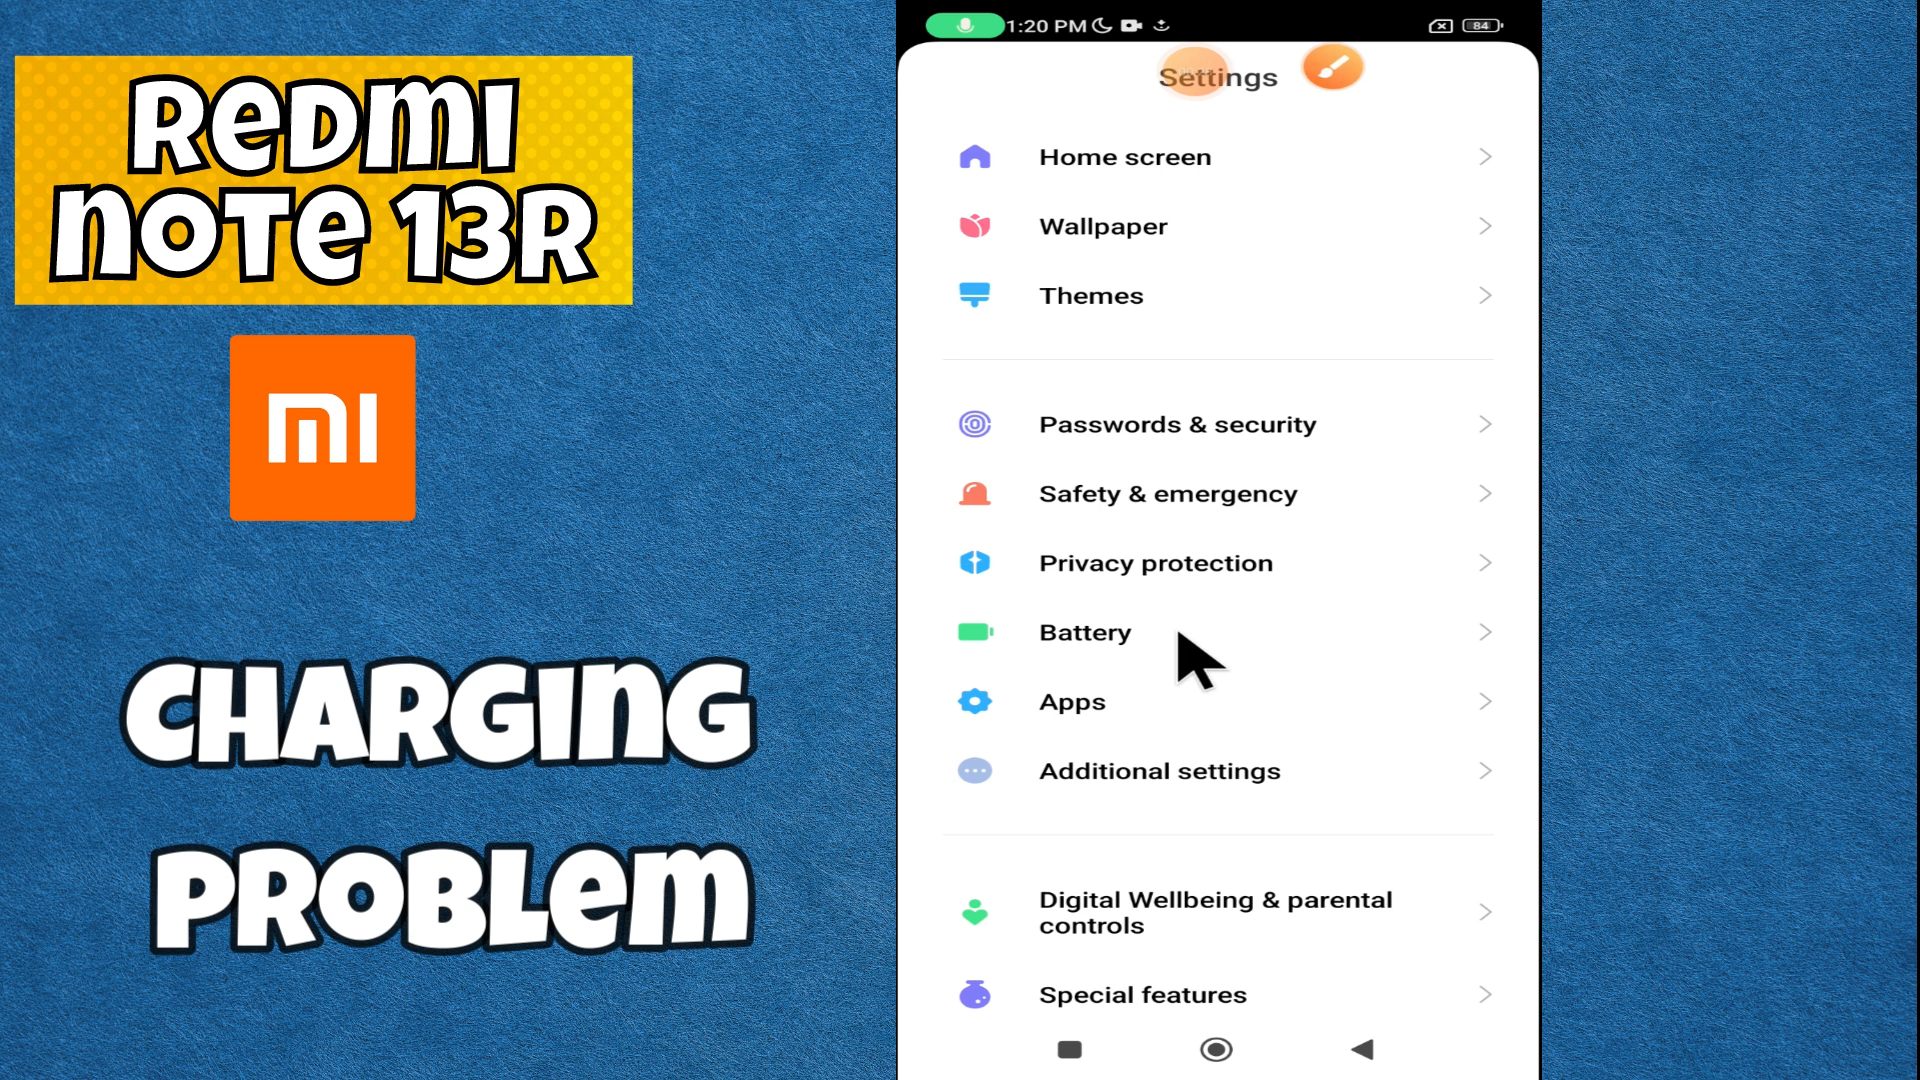 Redmi
note 13R
mi
CHARGING
PROBLEM
1:20 PM
84
Settings
Home screen
Wallpaper
Themes
Passwords & security
Safety & emergency
Privacy protection
Battery
Apps
Additional settings
Digital Wellbeing & parental
controls
Special features